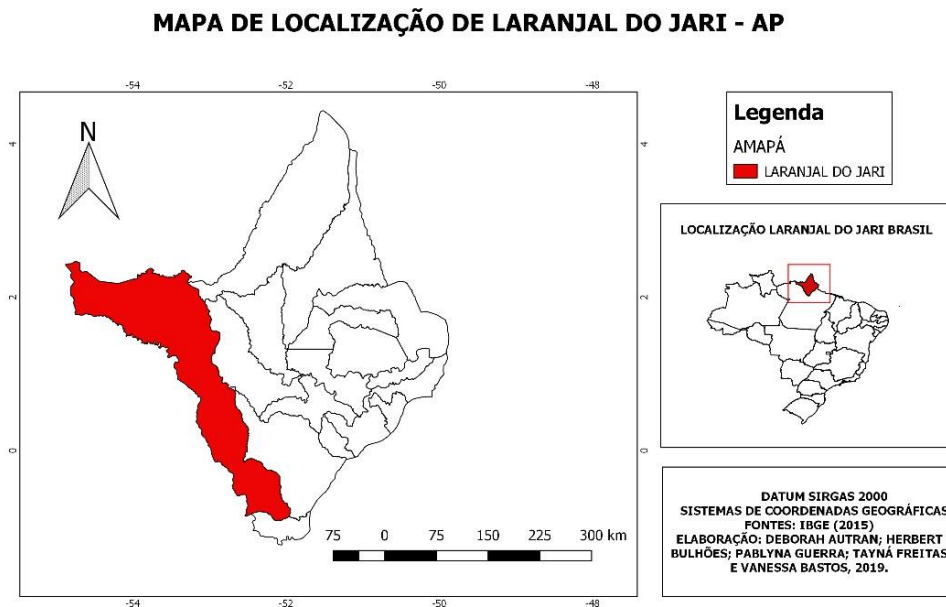 MAPA DE LOCALIZAÇÃO DE LARANJAL DO JARI - AP
-54
-52
-50
-48
4
4
N
2
2
0
0
75 0 75 150 225 300 km
-54
-52
-50
-48
Legenda
AMAPÁ
LARANJAL DO JARI
LOCALIZAÇÃO LARANJAL DO JARI BRASIL
DATUM SIRGAS 2000
SISTEMAS DE COORDENADAS GEOGRÁFICAS
FONTES: IBGE (2015)
ELABORAÇÃO: DEBORAH AUTRAN; HERBERT
BULHÕES; PABLYNA GUERRA; TAYNÁ FREITAS
E VANESSA BASTOS, 2019.